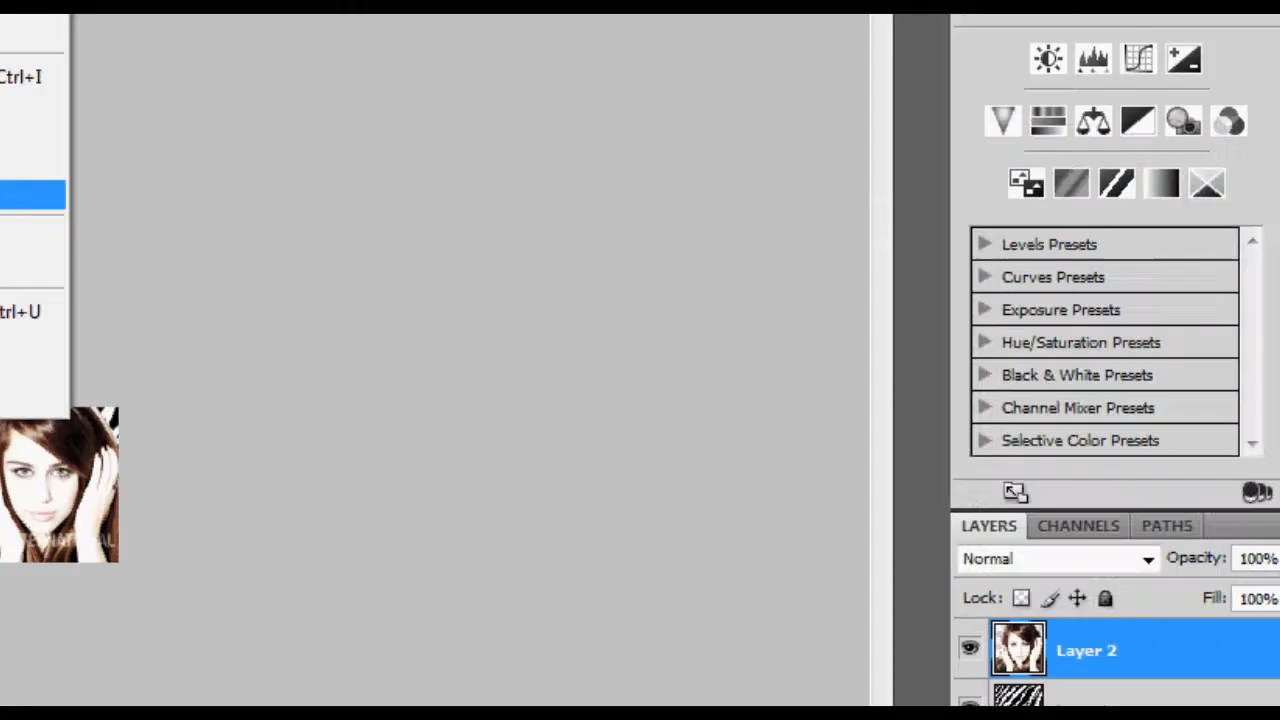 Ctrl+I
trl+U
Levels Presets
Curves Presets
Exposure Presets
Hue/Saturation Presets
Black & White Presets
Channel Mixer Presets
Selective Color Presets
LAYERS CHANNELS PATHS
Normal Opacity: 100%
Lock: Fill: 100%
Layer 2